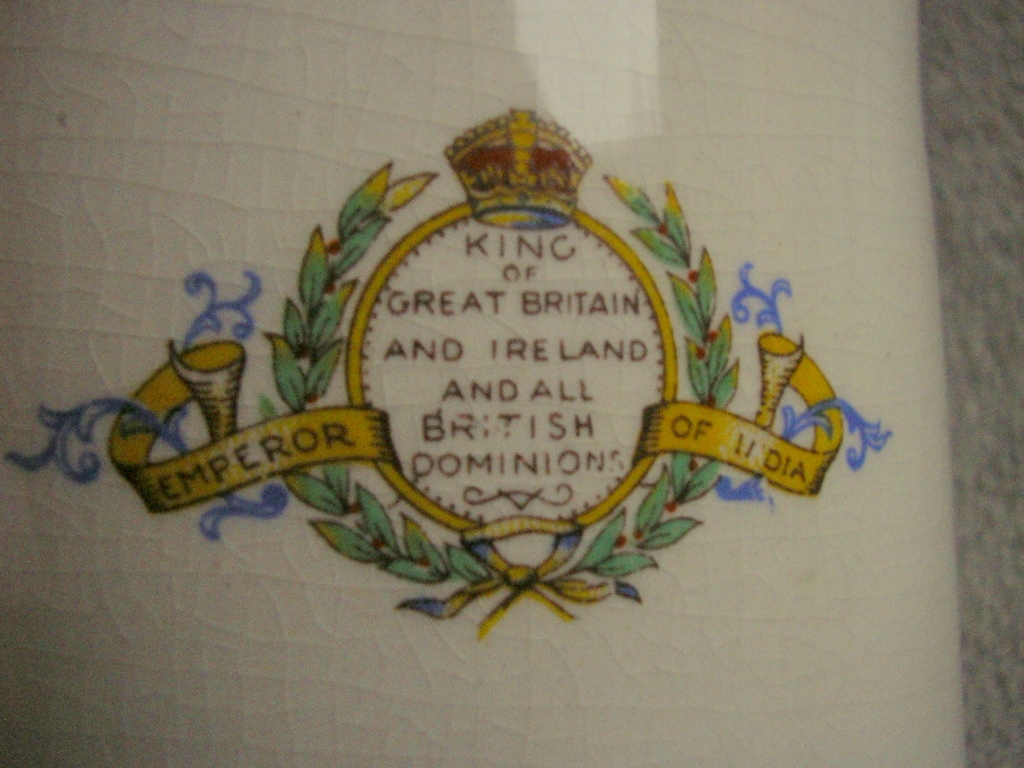 KING
OF
GREAT BRITAIN
AND IRELAND
AND ALL
BRITISH
DOMINIONS
EMPEROR OF INDIA